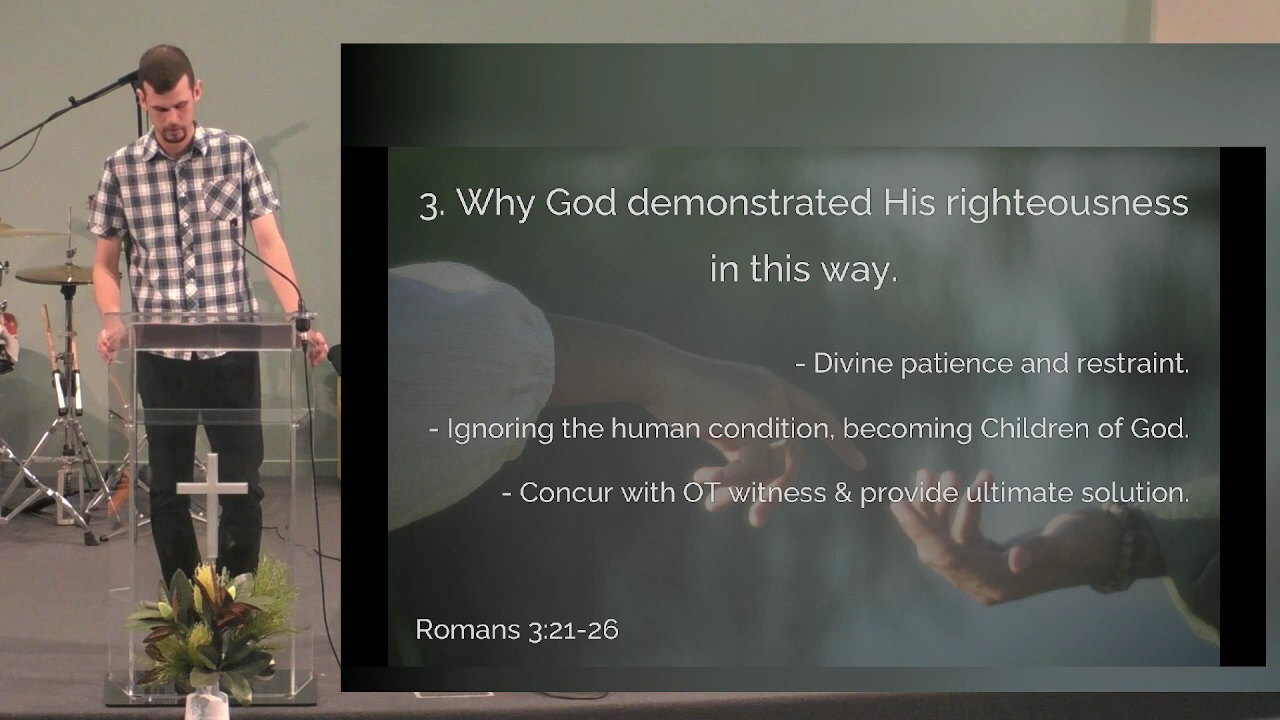 3. Why God demonstrated His righteousness
in this way.
- Divine patience and restraint.
- Ignoring the human condition, becoming Children of God.
- Concur with OT witness & provide ultimate solution.
Romans 3:21-26